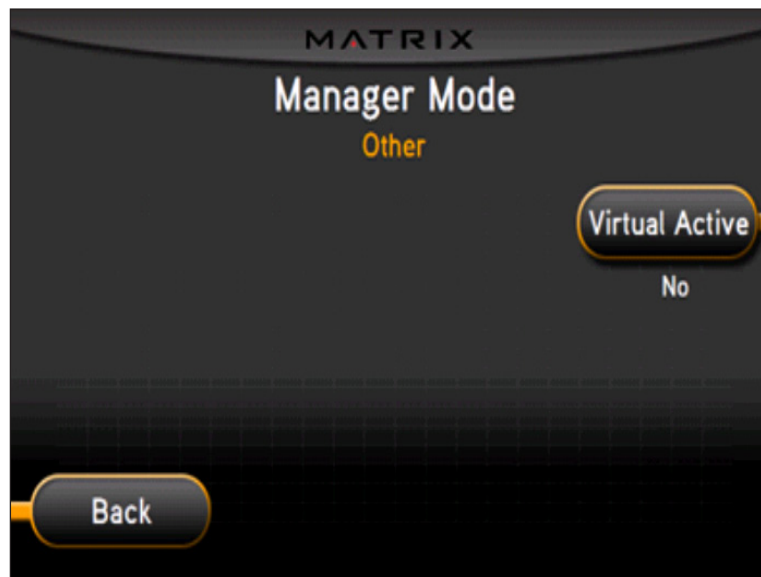 MATRIX
Manager Mode
Other
Virtual Active
No
Back